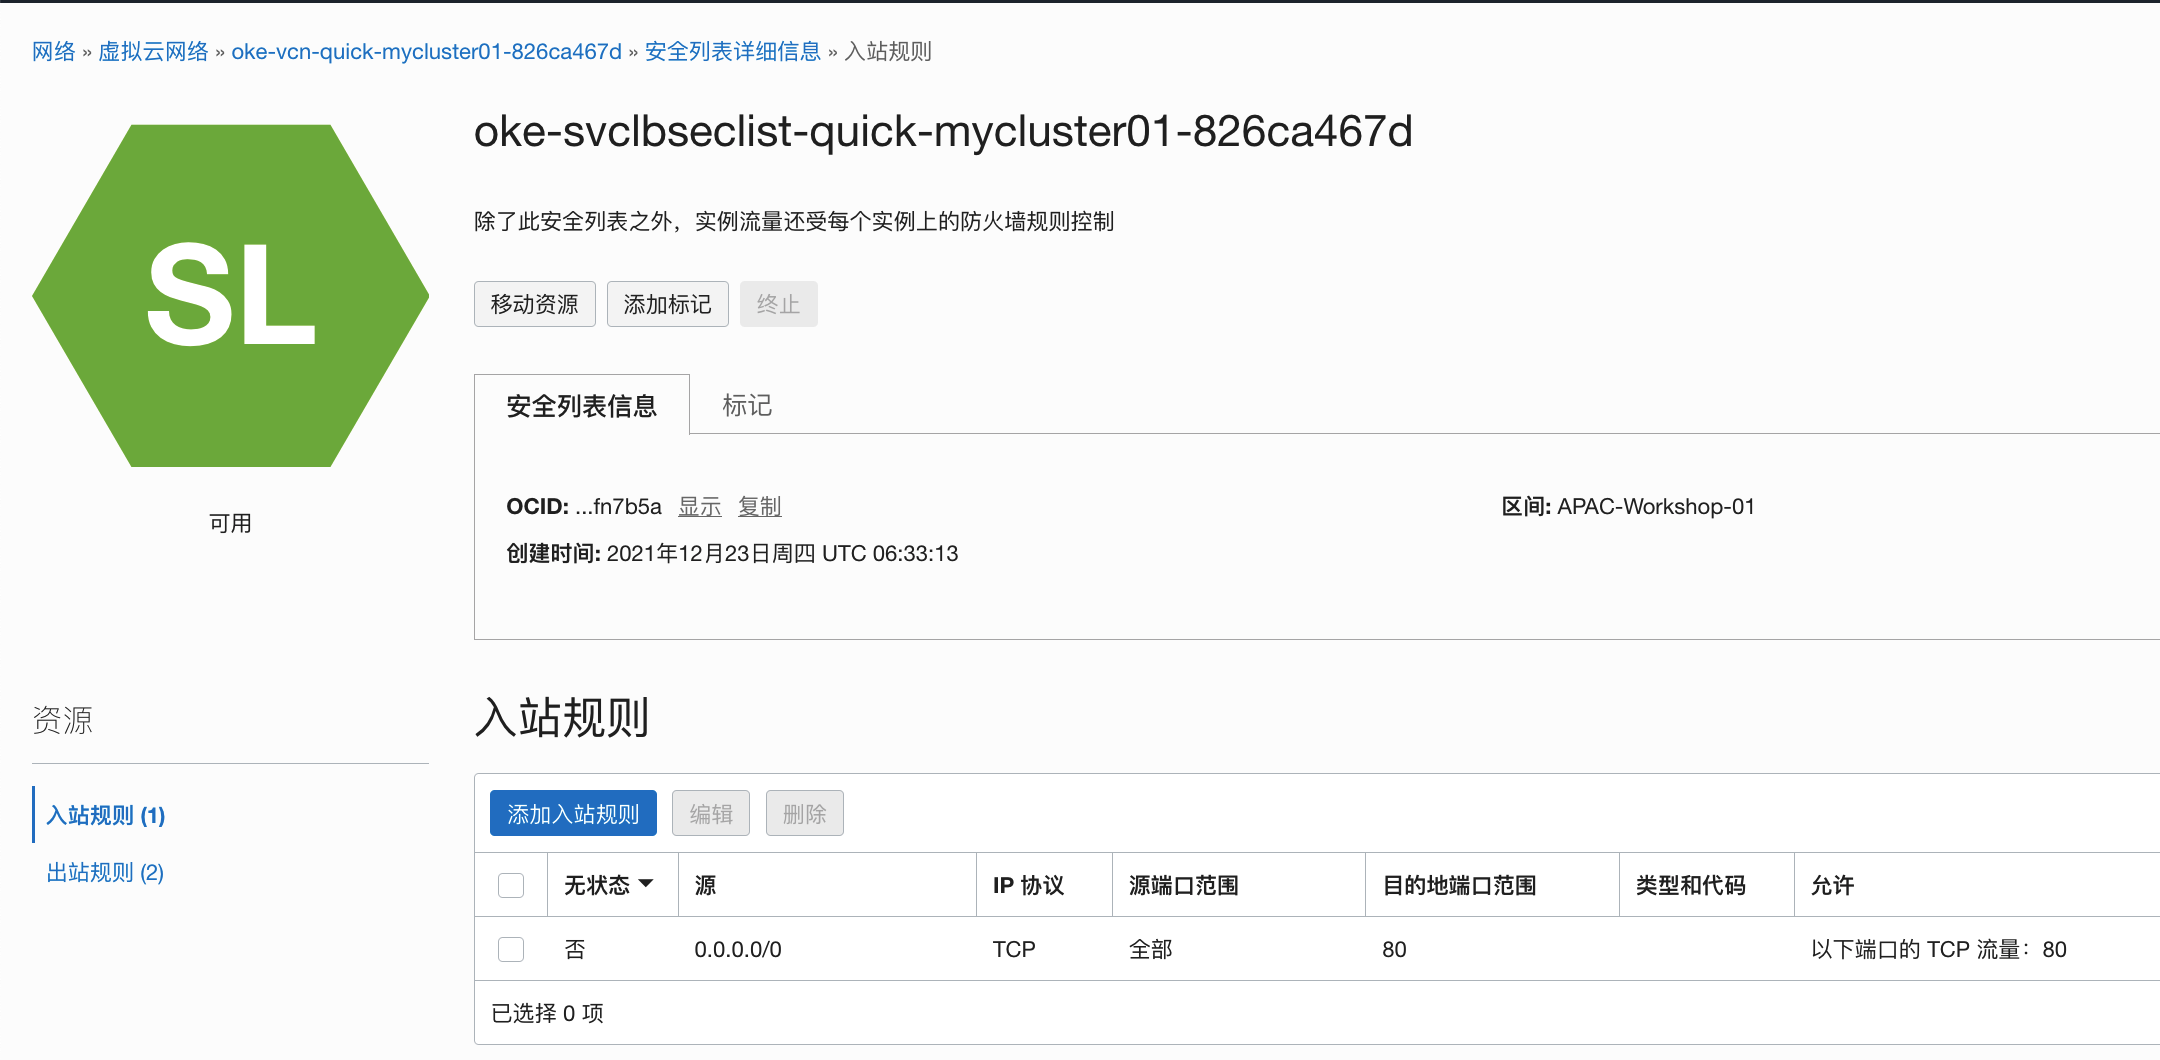 网络 » 虚拟云网络 » oke-vcn-quick-mycluster01-826ca467d » 安全列表详细信息 » 入站规则
SL
可用
oke-svclbseclist-quick-mycluster01-826ca467d
除了此安全列表之外，实例流量还受每个实例上的防火墙规则控制
移动资源 添加标记 终止
安全列表信息 标记
OCID: ...fn7b5a 显示 复制
区间: APAC-Workshop-01
创建时间: 2021年12月23日周四 UTC 06:33:13
资源
入站规则 (1)
出站规则 (2)
入站规则
添加入站规则 编辑 删除
无状态 源 IP 协议 源端口范围 目的地端口范围 类型和代码 允许
否 0.0.0.0/0 TCP 全部 80 以下端口的 TCP 流量：80
已选择 0 项